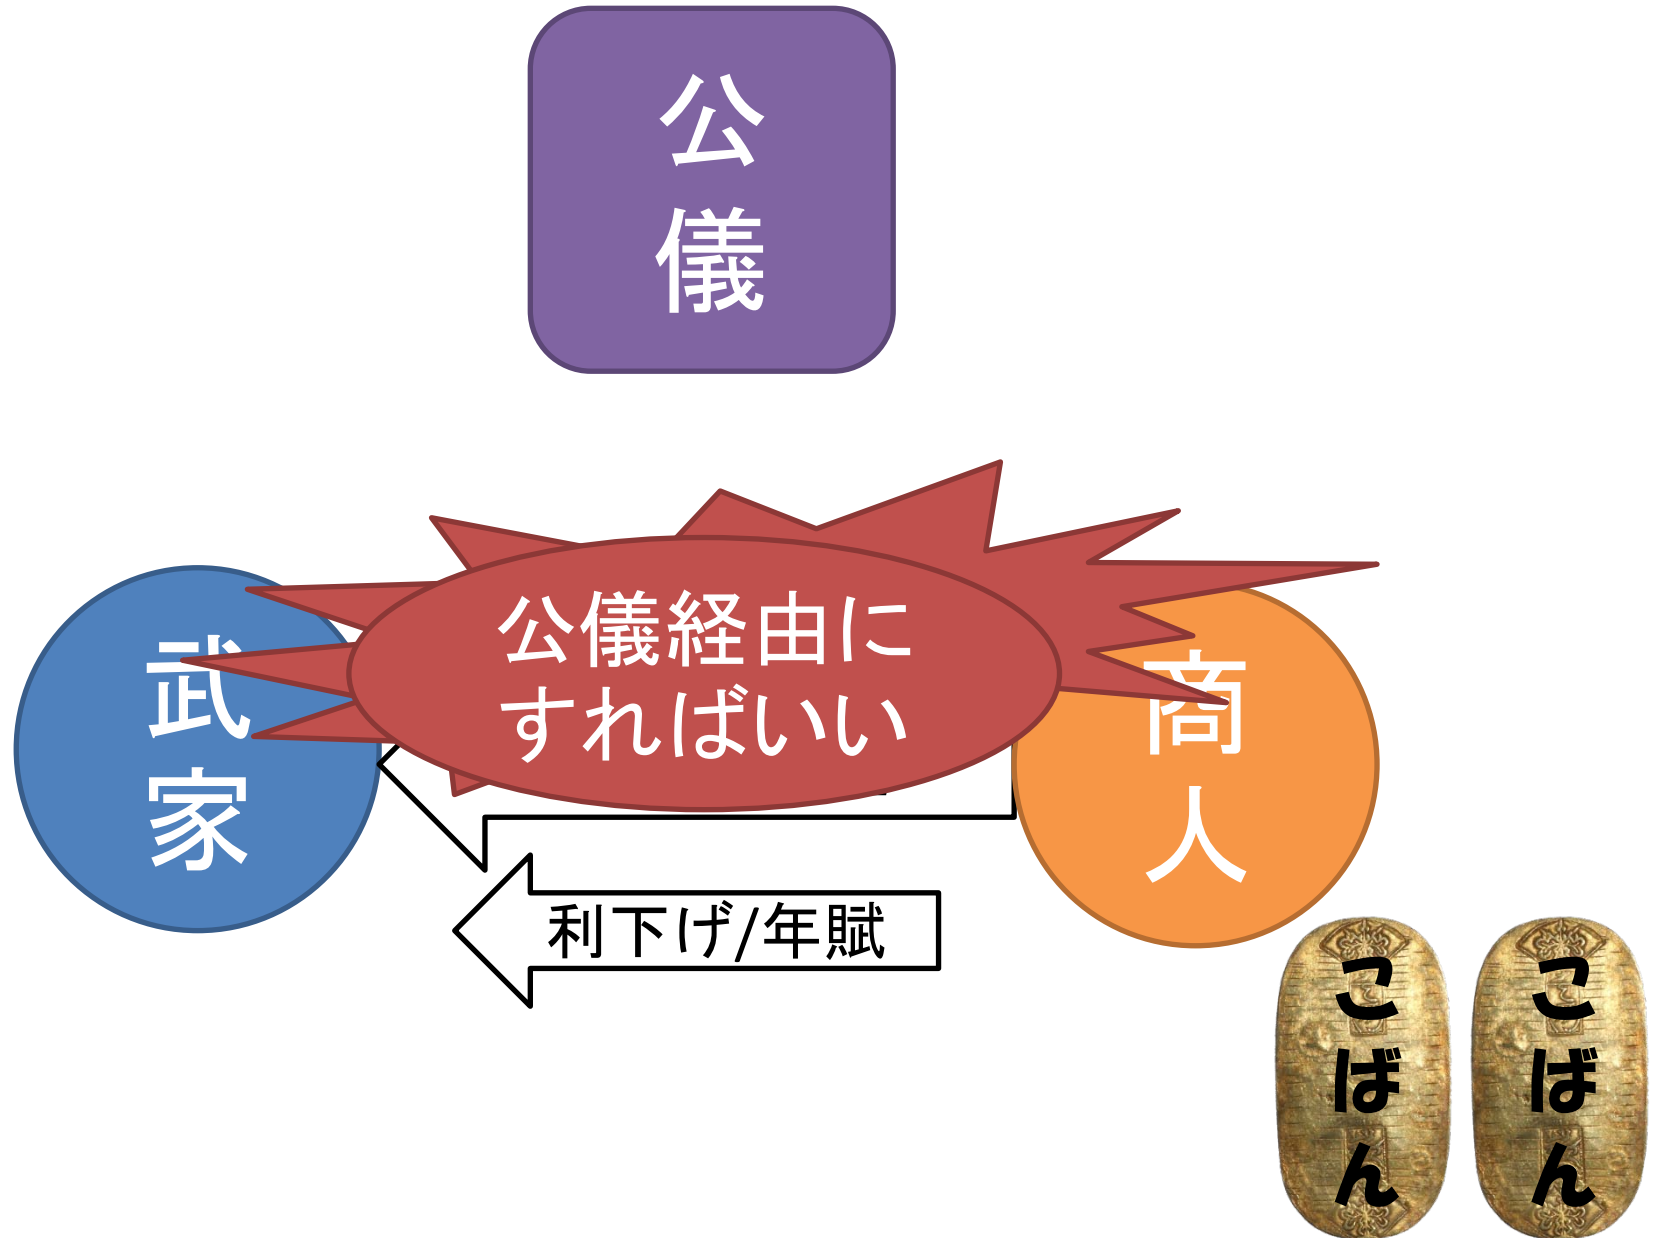 公儀
公儀経由に
すればいい
武家
商人
利下げ/年賦
こばん
こばん